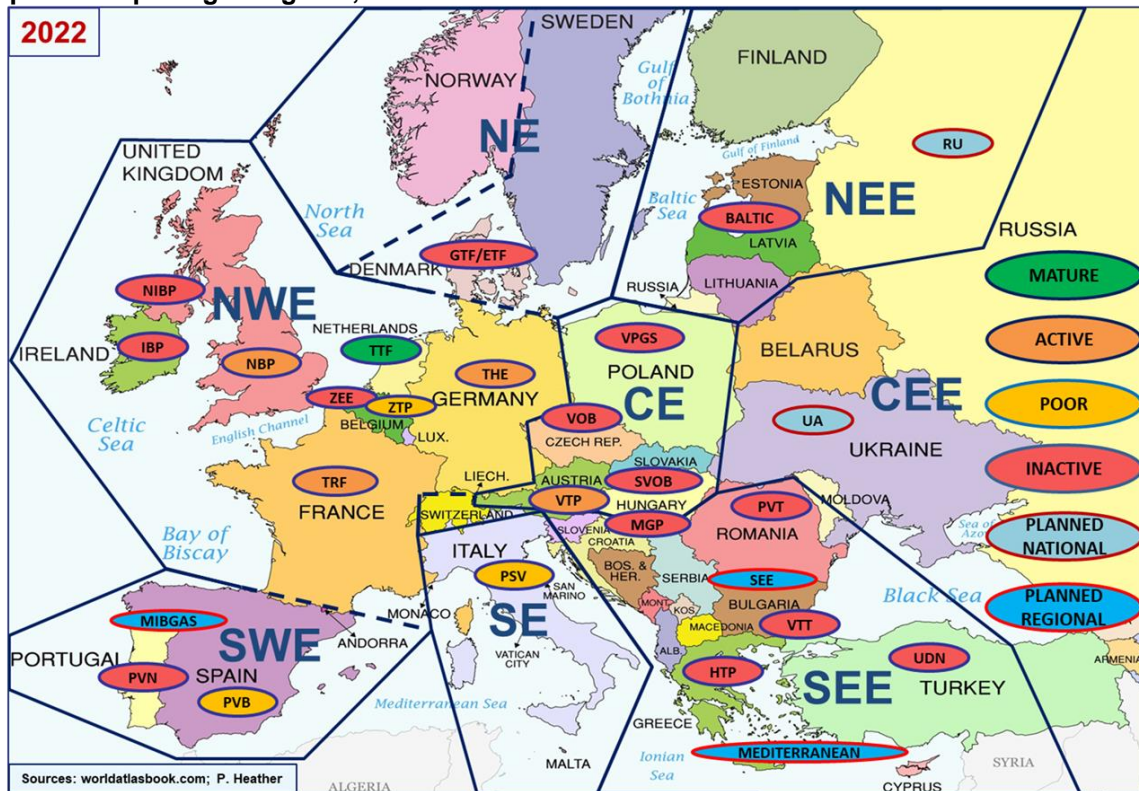 2022
SWEDEN
FINLAND
NORWAY
Gulf
of
Bothnia
NE
UNITED
KINGDOM
Gulf of Finland
RU
ESTONIA
NEE
North
Sea
Baltic
Sea
BALTIC
RUSSIA
LATVIA
GTF/ETF
DENMARK
MATURE
LITHUANIA
RUSSIA
NIBP
NWE
NETHERLANDS
ACTIVE
IRELAND
IBP
TTF
VPGS
BELARUS
NBP
THE
POLAND
GERMANY
CE
CEE
POOR
ZEE
ZTP
BELGIUM
VOB
UA
Celtic
Sea
English Channel
LUX.
CZECH REP.
UKRAINE
SLOVAKIA
INACTIVE
TRF
LIECH.
AUSTRIA
SVOB
VTP
HUNGARY
MOLDOVA
FRANCE
SWITZERLAND
MGP
PVT
ROMANIA
SLOVENIA
CROATIA
Sea of
PLANNED
NATIONAL
Bay of
Biscay
ITALY
BOS. &
HER.
SERBIA
PSV
SAN
MARINO
SEE
Black Sea
PLANNED
REGIONAL
MONACO
MONT.
KOS.
BULGARIA
MIBGAS
SE
MACEDONIA
VTT
SWE
ANDORRA
ALB.
ARMENIA
PORTUGAL
VATICAN
CITY
UDN
PVN
SPAIN
HTP
SEE
TURKEY
PVB
Mediterranean Sea
GREECE
MEDITERRANEAN
Ionian
Sea
MALTA
SYRIA
Sources: worldatlasbook.com; P. Heather
ALGERIA
CYPRUS